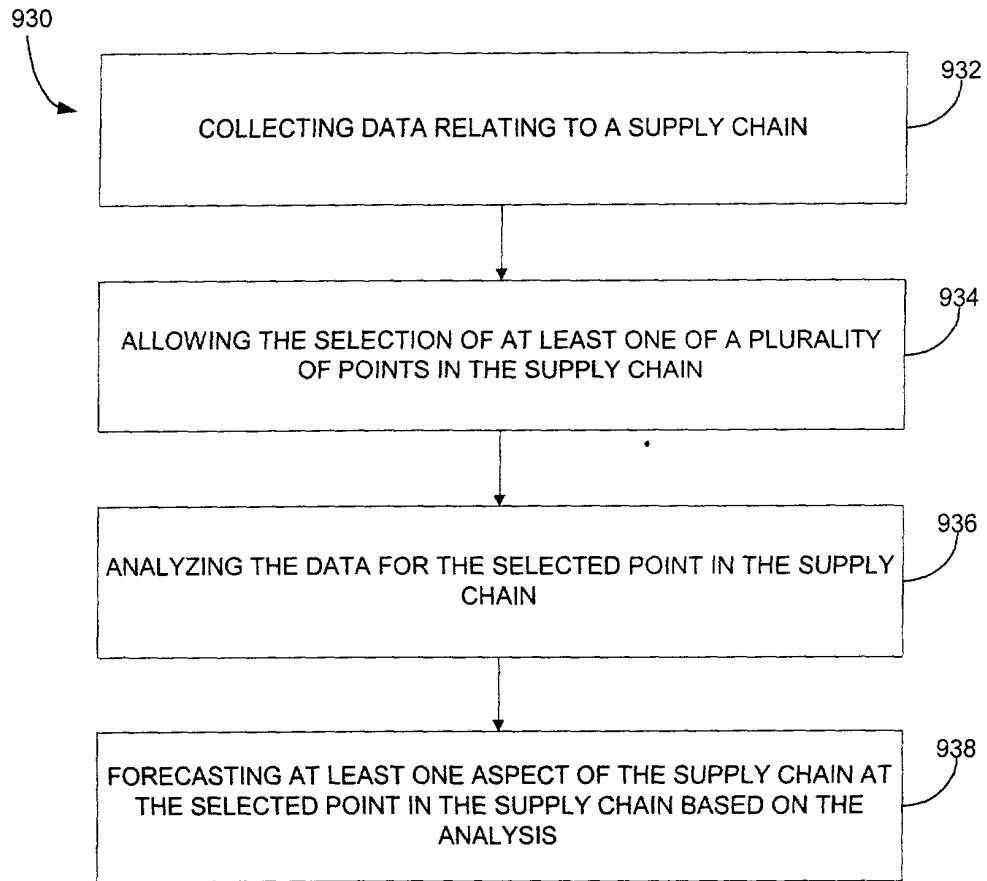 930
932
COLLECTING DATA RELATING TO A SUPPLY CHAIN
934
ALLOWING THE SELECTION OF AT LEAST ONE OF A PLURALITY
OF POINTS IN THE SUPPLY CHAIN
936
ANALYZING THE DATA FOR THE SELECTED POINT IN THE SUPPLY
CHAIN
938
FORECASTING AT LEAST ONE ASPECT OF THE SUPPLY CHAIN AT
THE SELECTED POINT IN THE SUPPLY CHAIN BASED ON THE
ANALYSIS